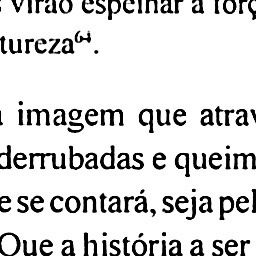 virão espelhar a forç
tureza⁶⁴.
imagem que atrav
derrubadas e queim
e se contará, seja pel
Que a história a ser